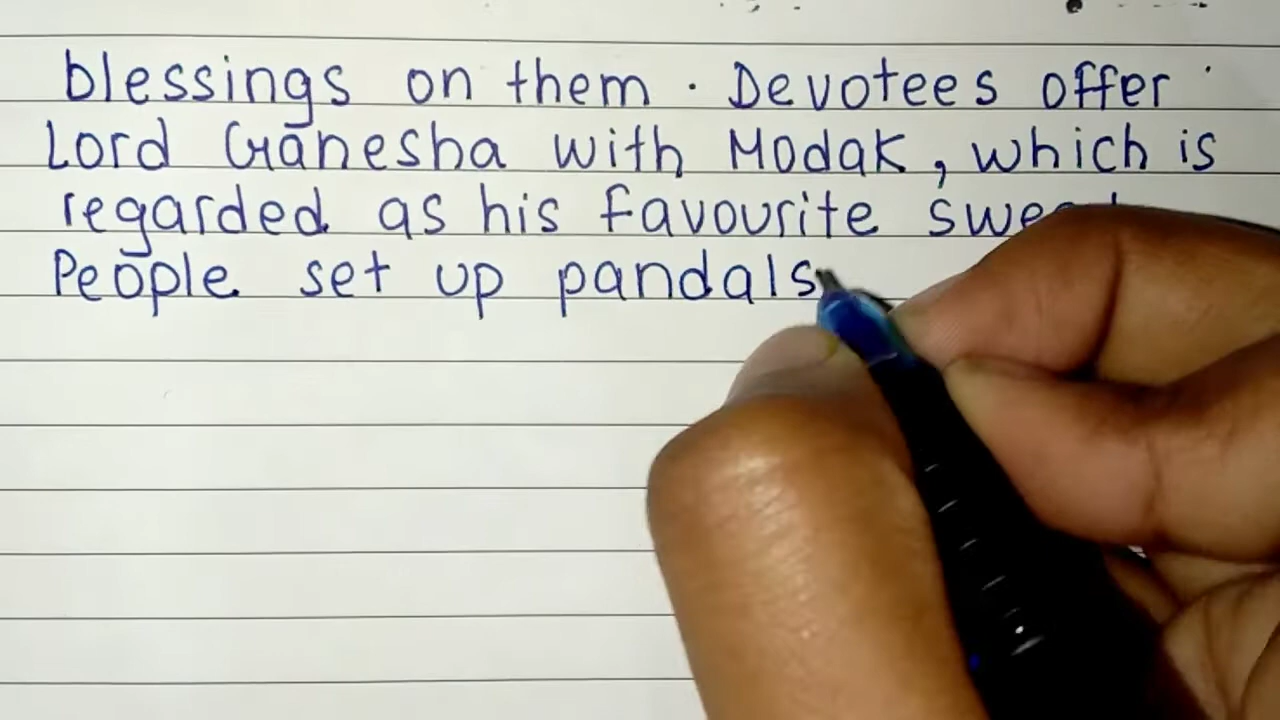 blessings on them. Devotees offer
Lord Ganesha with Modak, which is
regarded as his favourite
People set up pandals